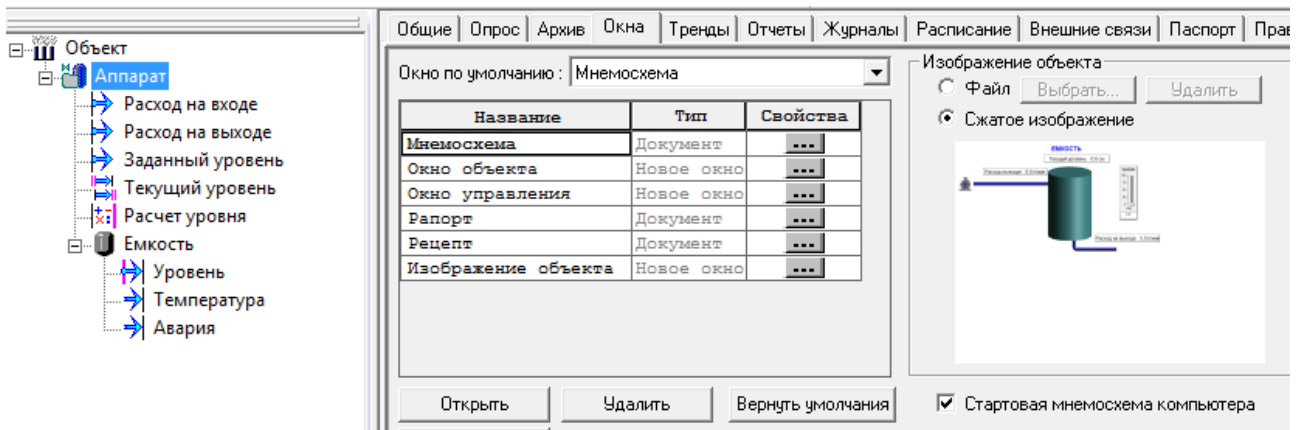 Объект
Аппарат
Расход на входе
Расход на выходе
Заданный уровень
Текущий уровень
Расчет уровня
Емкость
Уровень
Температура
Авария
Общие Опрос Архив Окна Тренды Отчеты Журналы Расписание Внешние связи Паспорт Прав
Окно по умолчанию : Мнемосхема
Название Тип Свойства
Мнемосхема Документ ...
Окно объекта Новое окно ...
Окно управления Новое окно ...
Рапорт Документ ...
Рецепт Документ ...
Изображение объекта Новое окно ...
Открыть Удалить Вернуть умолчания
Изображение объекта
Файл Выбрать... Удалить
Сжатое изображение
ЕМКОСТЬ
Стартовая мнемосхема компьютера